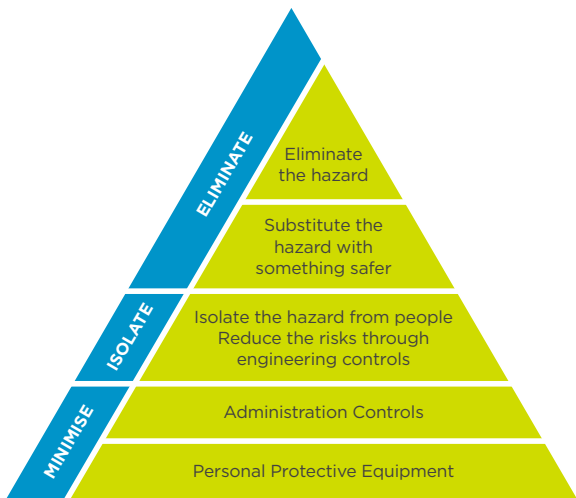 ELIMINATE
Eliminate
the hazard
Substitute the
hazard with
something safer
ISOLATE
Isolate the hazard from people
Reduce the risks through
engineering controls
MINIMISE
Administration Controls
Personal Protective Equipment